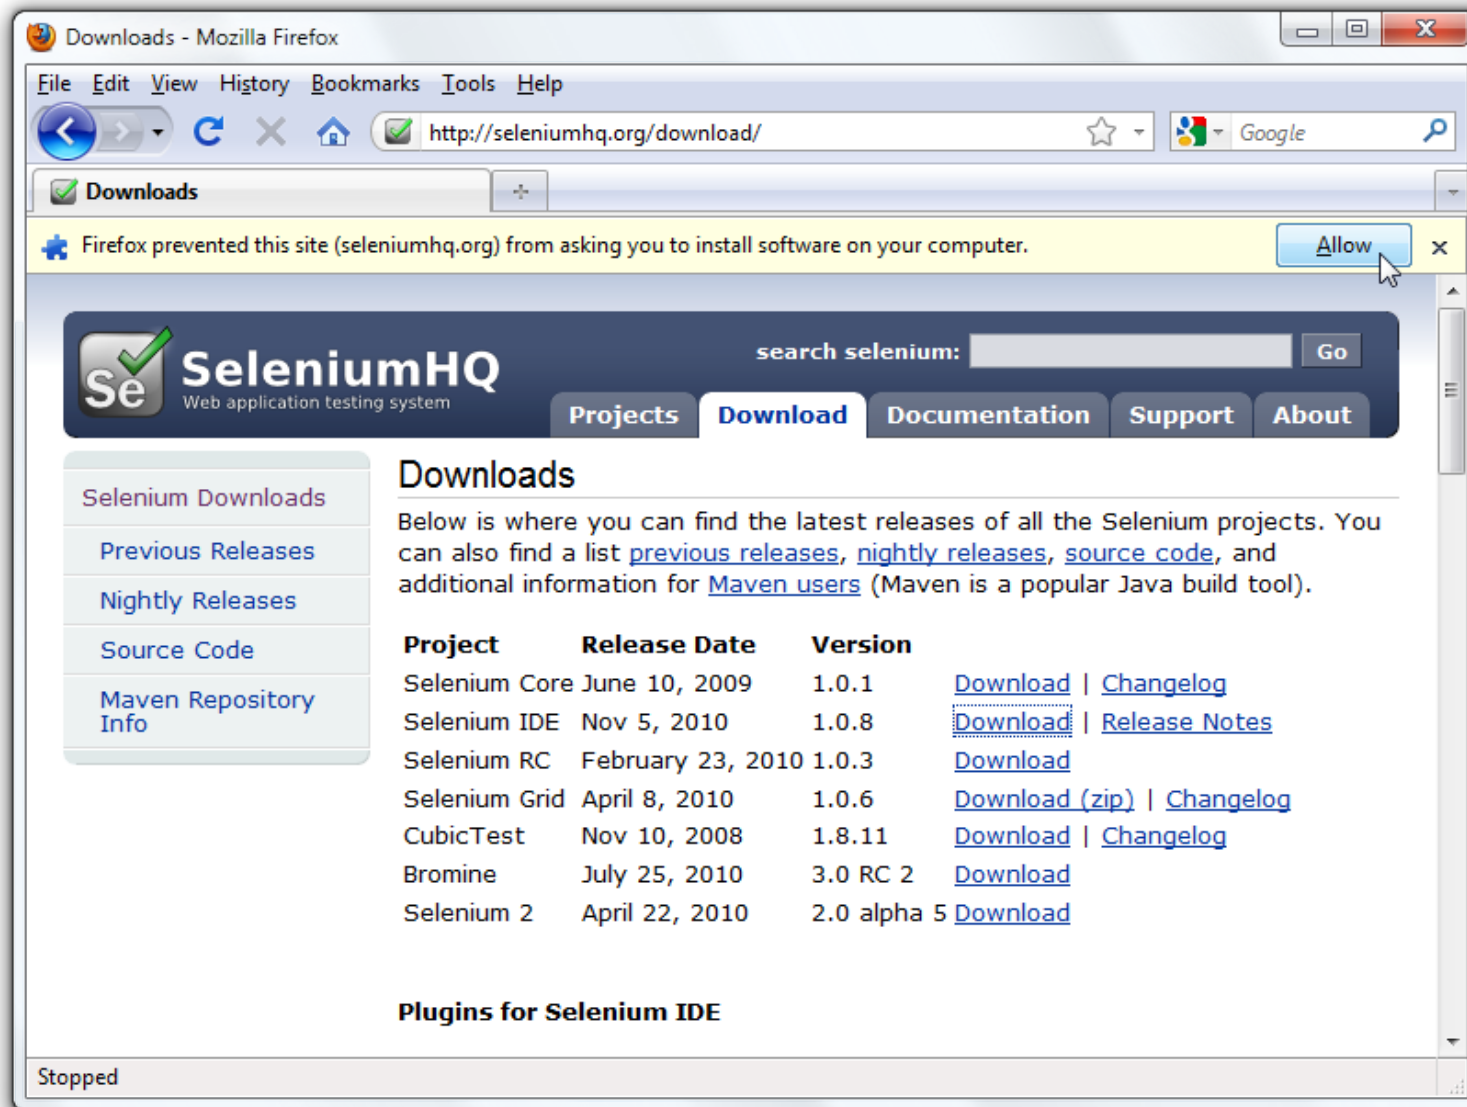 Downloads - Mozilla Firefox
File Edit View History Bookmarks Tools Help
http://seleniumhq.org/download/ Google
Downloads
Firefox prevented this site (seleniumhq.org) from asking you to install software on your computer. Allow
Se SeleniumHQ
Web application testing system
search selenium: Go
Projects Download Documentation Support About
Selenium Downloads
Previous Releases
Nightly Releases
Source Code
Maven Repository
Info
Downloads
Below is where you can find the latest releases of all the Selenium projects. You
can also find a list previous releases, nightly releases, source code, and
additional information for Maven users (Maven is a popular Java build tool).
Project Release Date Version
Selenium Core June 10, 2009 1.0.1 Download | Changelog
Selenium IDE Nov 5, 2010 1.0.8 Download | Release Notes
Selenium RC February 23, 2010 1.0.3 Download
Selenium Grid April 8, 2010 1.0.6 Download (zip) | Changelog
CubicTest Nov 10, 2008 1.8.11 Download | Changelog
Bromine July 25, 2010 3.0 RC 2 Download
Selenium 2 April 22, 2010 2.0 alpha 5 Download
Plugins for Selenium IDE
Stopped